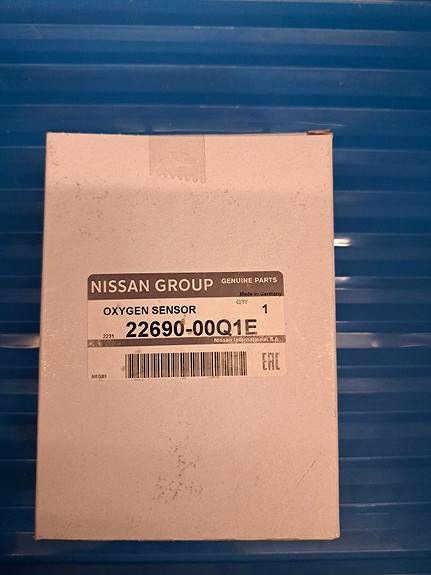 NISSAN GROUP GENUINE PARTS
Made in Germany
OXYGEN SENSOR QTY 1
2231 22690-00Q1E
Nissan International S.A.
EAC